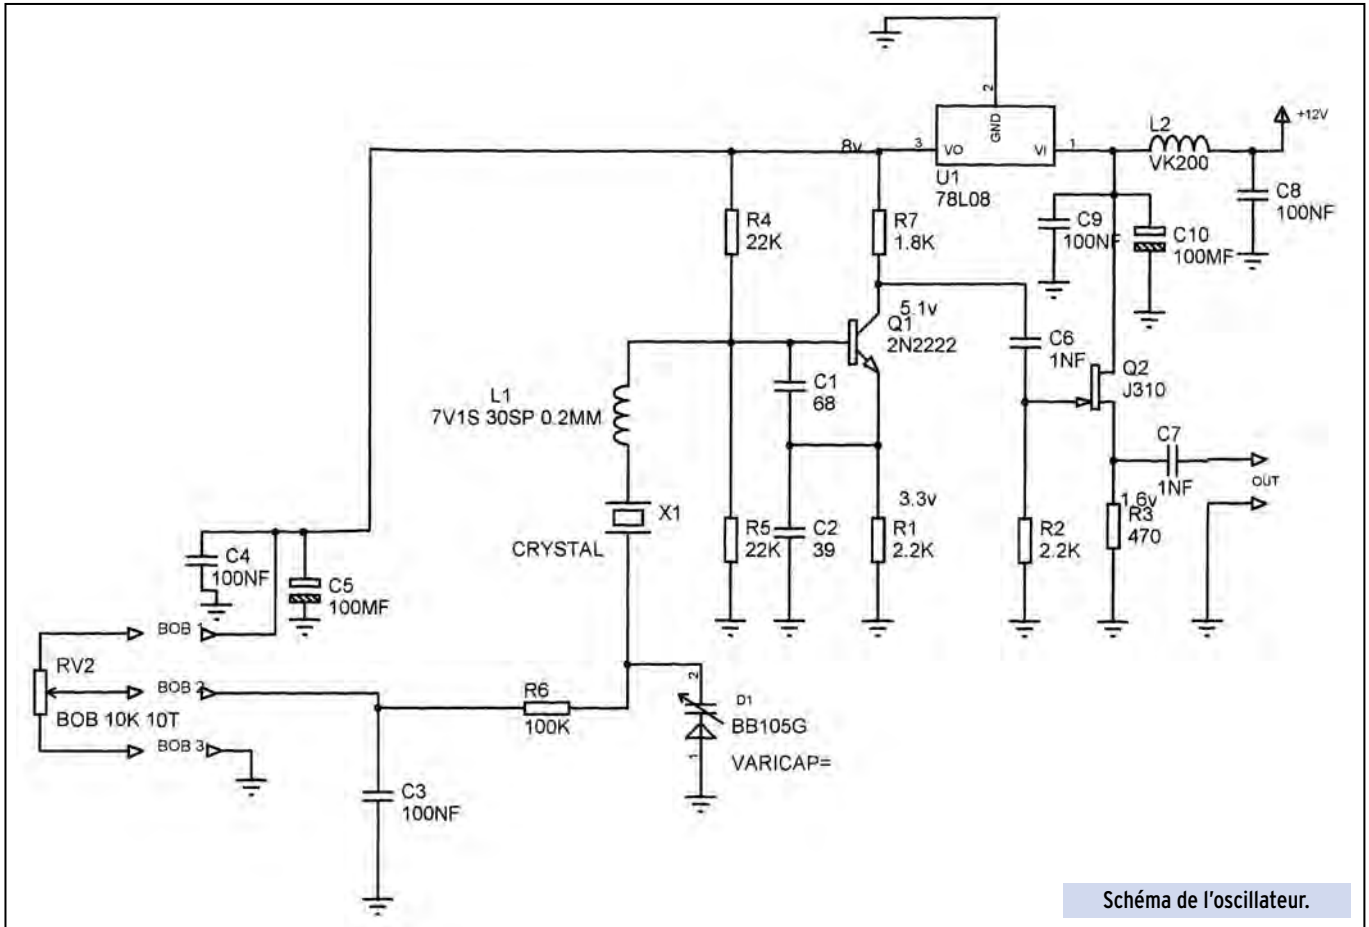 2
GND
+12V
L2
VK200
8v
3
VO
VI
1
U1
78L08
C8
100NF
R4
22K
R7
1.8K
C9
100NF
C10
100MF
5.1v
Q1
2N2222
C6
1NF
Q2
J310
L1
7V1S 30SP 0.2MM
C1
68
C7
1NF
OUT
X1
CRYSTAL
3.3v
1.6v
R5
22K
C2
39
R1
2.2K
R2
2.2K
R3
470
C4
100NF
C5
100MF
BOB 1
RV2
BOB 2
BOB 10K 10T
BOB 3
R6
100K
2
D1
BB105G
1
VARICAP=
C3
100NF
Schéma de l'oscillateur.